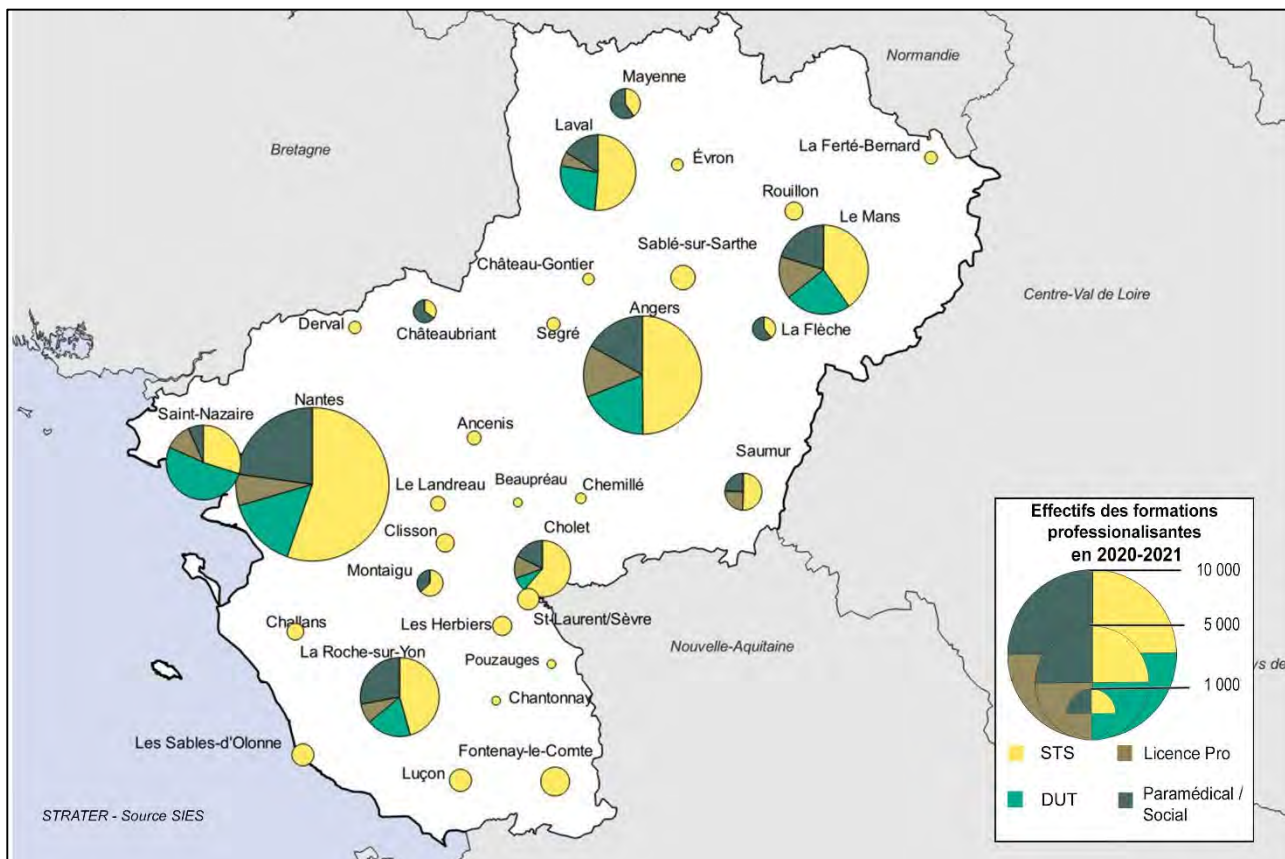 Normandie
Mayenne
Laval
Bretagne
Évron
La Ferté-Bernard
Rouillon
Le Mans
Sablé-sur-Sarthe
Château-Gontier
Centre-Val de Loire
Angers
Derval
Châteaubriant
Segré
La Flèche
Nantes
Saint-Nazaire
Ancenis
Saumur
Le Landreau
Beaupréau
Chemillé
Clisson
Cholet
Montaigu
Challans
Les Herbiers
St-Laurent/Sèvre
La Roche-sur-Yon
Pouzauges
Nouvelle-Aquitaine
Chantonnay
Les Sables-d'Olonne
Fontenay-le-Comte
Luçon
STRATER - Source SIES
Effectifs des formations
professionalisantes
en 2020-2021
10 000
5 000
1 000
STS
Licence Pro
DUT
Paramédical /
Social
ys de